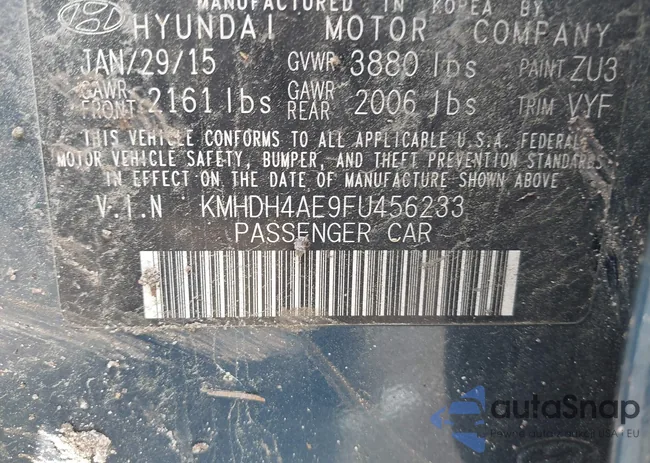 MANUFACTURED IN KOREA BY
HYUNDAI MOTOR COMPANY
JAN/29/15 GVWR 3880 lbs PAINT ZU3
GAWR FRONT 2161 lbs GAWR REAR 2006 lbs TRIM VYF
THIS VEHICLE CONFORMS TO ALL APPLICABLE U.S.A. FEDERAL
MOTOR VEHICLE SAFETY, BUMPER, AND THEFT PREVENTION STANDARDS
IN EFFECT ON THE DATE OF MANUFACTURE SHOWN ABOVE
V.I.N KMHDH4AE9FU456233
PASSENGER CAR
autoSnap